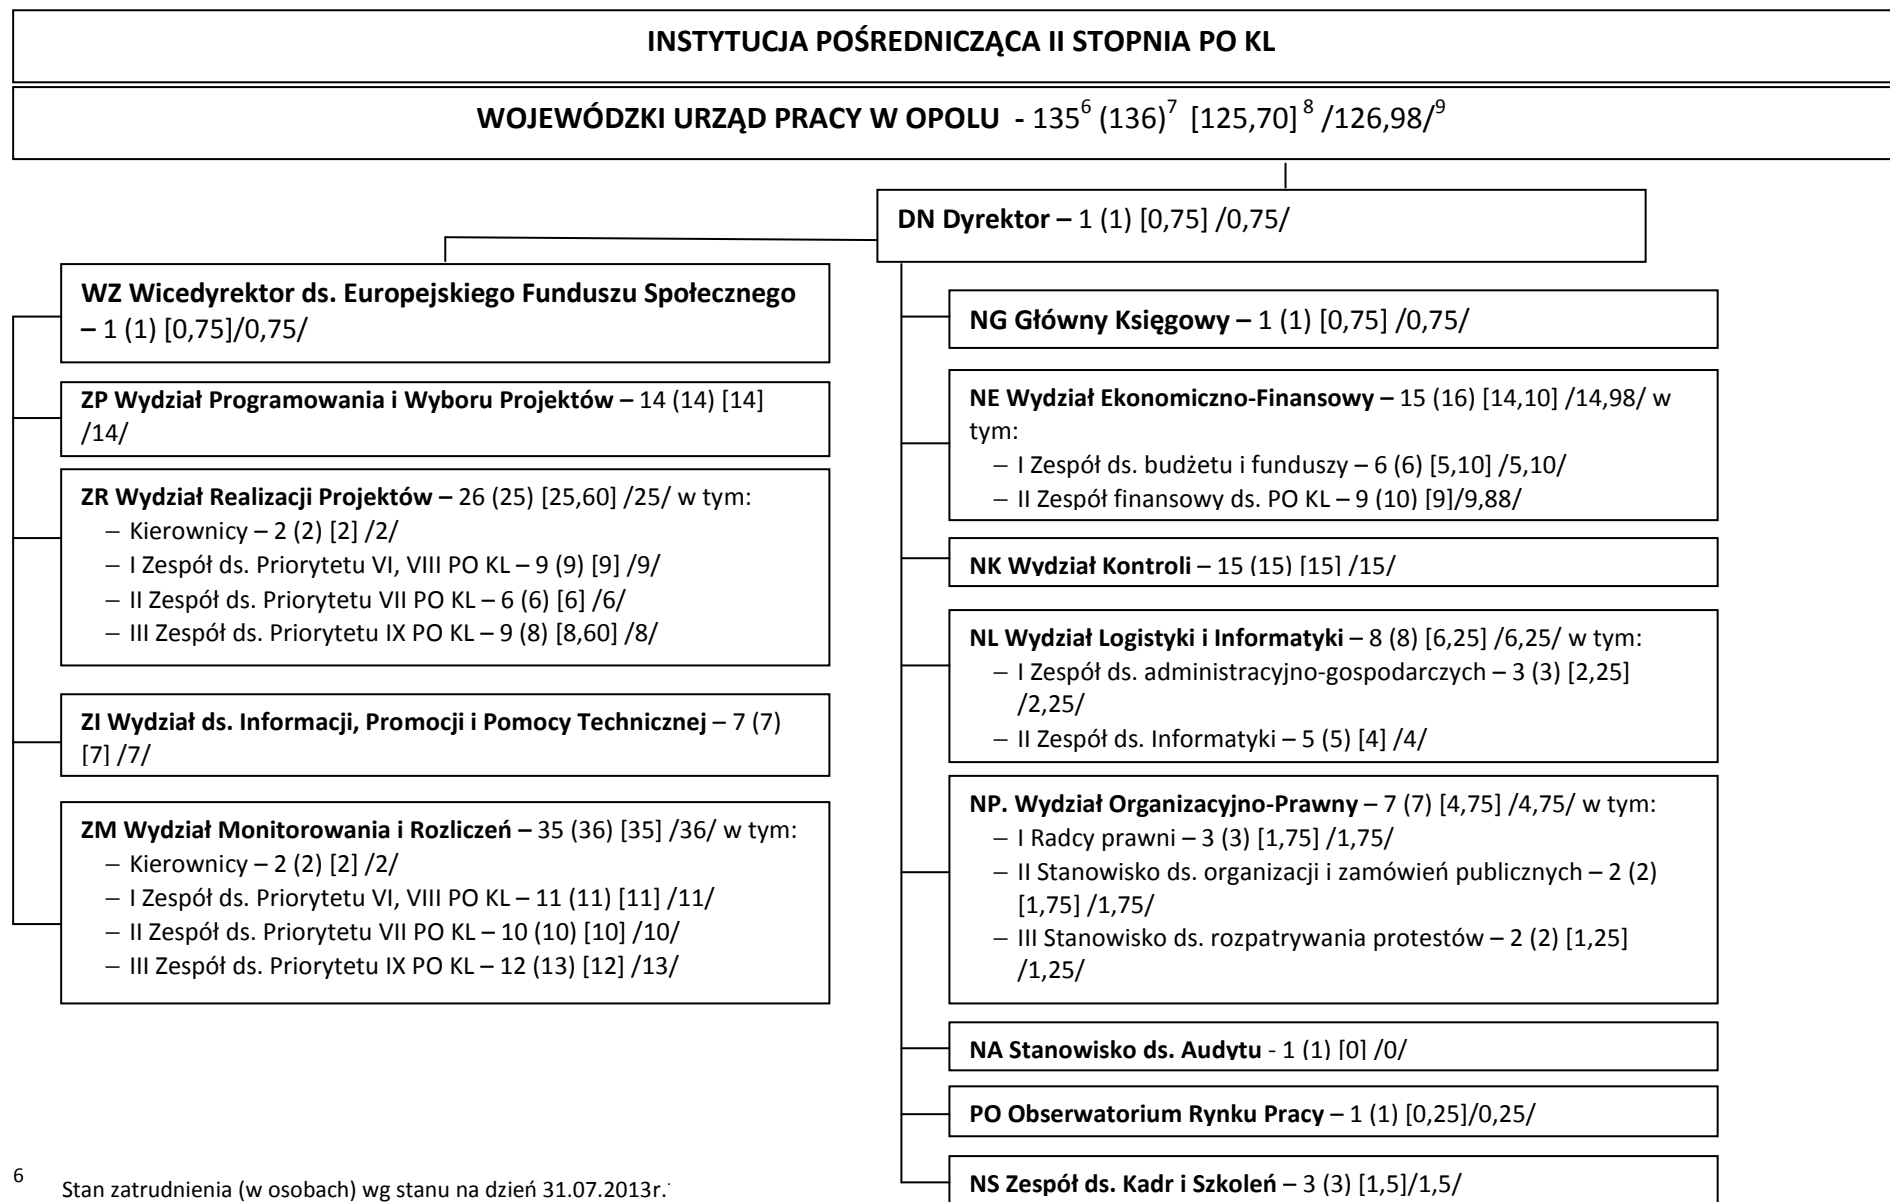 INSTYTUCJA POŚREDNICZĄCA II STOPNIA PO KL
WOJEWÓDZKI URZĄD PRACY W OPOLU - 135⁶ (136)⁷ [125,70]⁸ /126,98/⁹
DN Dyrektor – 1 (1) [0,75] /0,75/
WZ Wicedyrektor ds. Europejskiego Funduszu Społecznego
– 1 (1) [0,75]/0,75/
ZP Wydział Programowania i Wyboru Projektów – 14 (14) [14]
/14/
ZR Wydział Realizacji Projektów – 26 (25) [25,60] /25/ w tym:
− Kierownicy – 2 (2) [2] /2/
− I Zespół ds. Priorytetu VI, VIII PO KL – 9 (9) [9] /9/
− II Zespół ds. Priorytetu VII PO KL – 6 (6) [6] /6/
− III Zespół ds. Priorytetu IX PO KL – 9 (8) [8,60] /8/
ZI Wydział ds. Informacji, Promocji i Pomocy Technicznej – 7 (7)
[7] /7/
ZM Wydział Monitorowania i Rozliczeń – 35 (36) [35] /36/ w tym:
− Kierownicy – 2 (2) [2] /2/
− I Zespół ds. Priorytetu VI, VIII PO KL – 11 (11) [11] /11/
− II Zespół ds. Priorytetu VII PO KL – 10 (10) [10] /10/
− III Zespół ds. Priorytetu IX PO KL – 12 (13) [12] /13/
NG Główny Księgowy – 1 (1) [0,75] /0,75/
NE Wydział Ekonomiczno-Finansowy – 15 (16) [14,10] /14,98/ w
tym:
− I Zespół ds. budżetu i funduszy – 6 (6) [5,10] /5,10/
− II Zespół finansowy ds. PO KL – 9 (10) [9]/9,88/
NK Wydział Kontroli – 15 (15) [15] /15/
NL Wydział Logistyki i Informatyki – 8 (8) [6,25] /6,25/ w tym:
− I Zespół ds. administracyjno-gospodarczych – 3 (3) [2,25]
/2,25/
− II Zespół ds. Informatyki – 5 (5) [4] /4/
NP. Wydział Organizacyjno-Prawny – 7 (7) [4,75] /4,75/ w tym:
− I Radcy prawni – 3 (3) [1,75] /1,75/
− II Stanowisko ds. organizacji i zamówień publicznych – 2 (2)
[1,75] /1,75/
− III Stanowisko ds. rozpatrywania protestów – 2 (2) [1,25]
/1,25/
NA Stanowisko ds. Audytu - 1 (1) [0] /0/
PO Obserwatorium Rynku Pracy – 1 (1) [0,25]/0,25/
NS Zespół ds. Kadr i Szkoleń – 3 (3) [1,5]/1,5/
⁶ Stan zatrudnienia (w osobach) wg stanu na dzień 31.07.2013r.